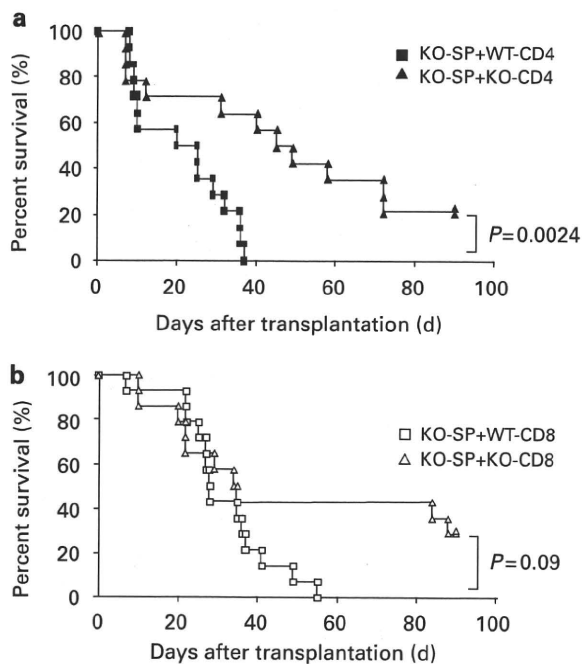 a
100
80
60
40
20
0
Percent survival (%)
KO-SP+WT-CD4
KO-SP+KO-CD4
P=0.0024
0 20 40 60 80 100
Days after transplantation (d)
b
100
80
60
40
20
0
Percent survival (%)
KO-SP+WT-CD8
KO-SP+KO-CD8
P=0.09
0 20 40 60 80 100
Days after transplantation (d)